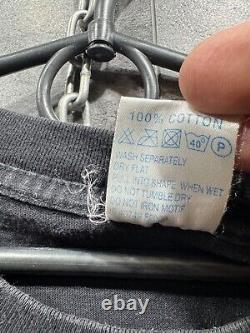 100% COTTON
40° P
WASH SEPARATELY
DRY FLAT
PULL INTO SHAPE WHEN WET
DO NOT TUMBLE DRY
DO NOT IRON MOTIF